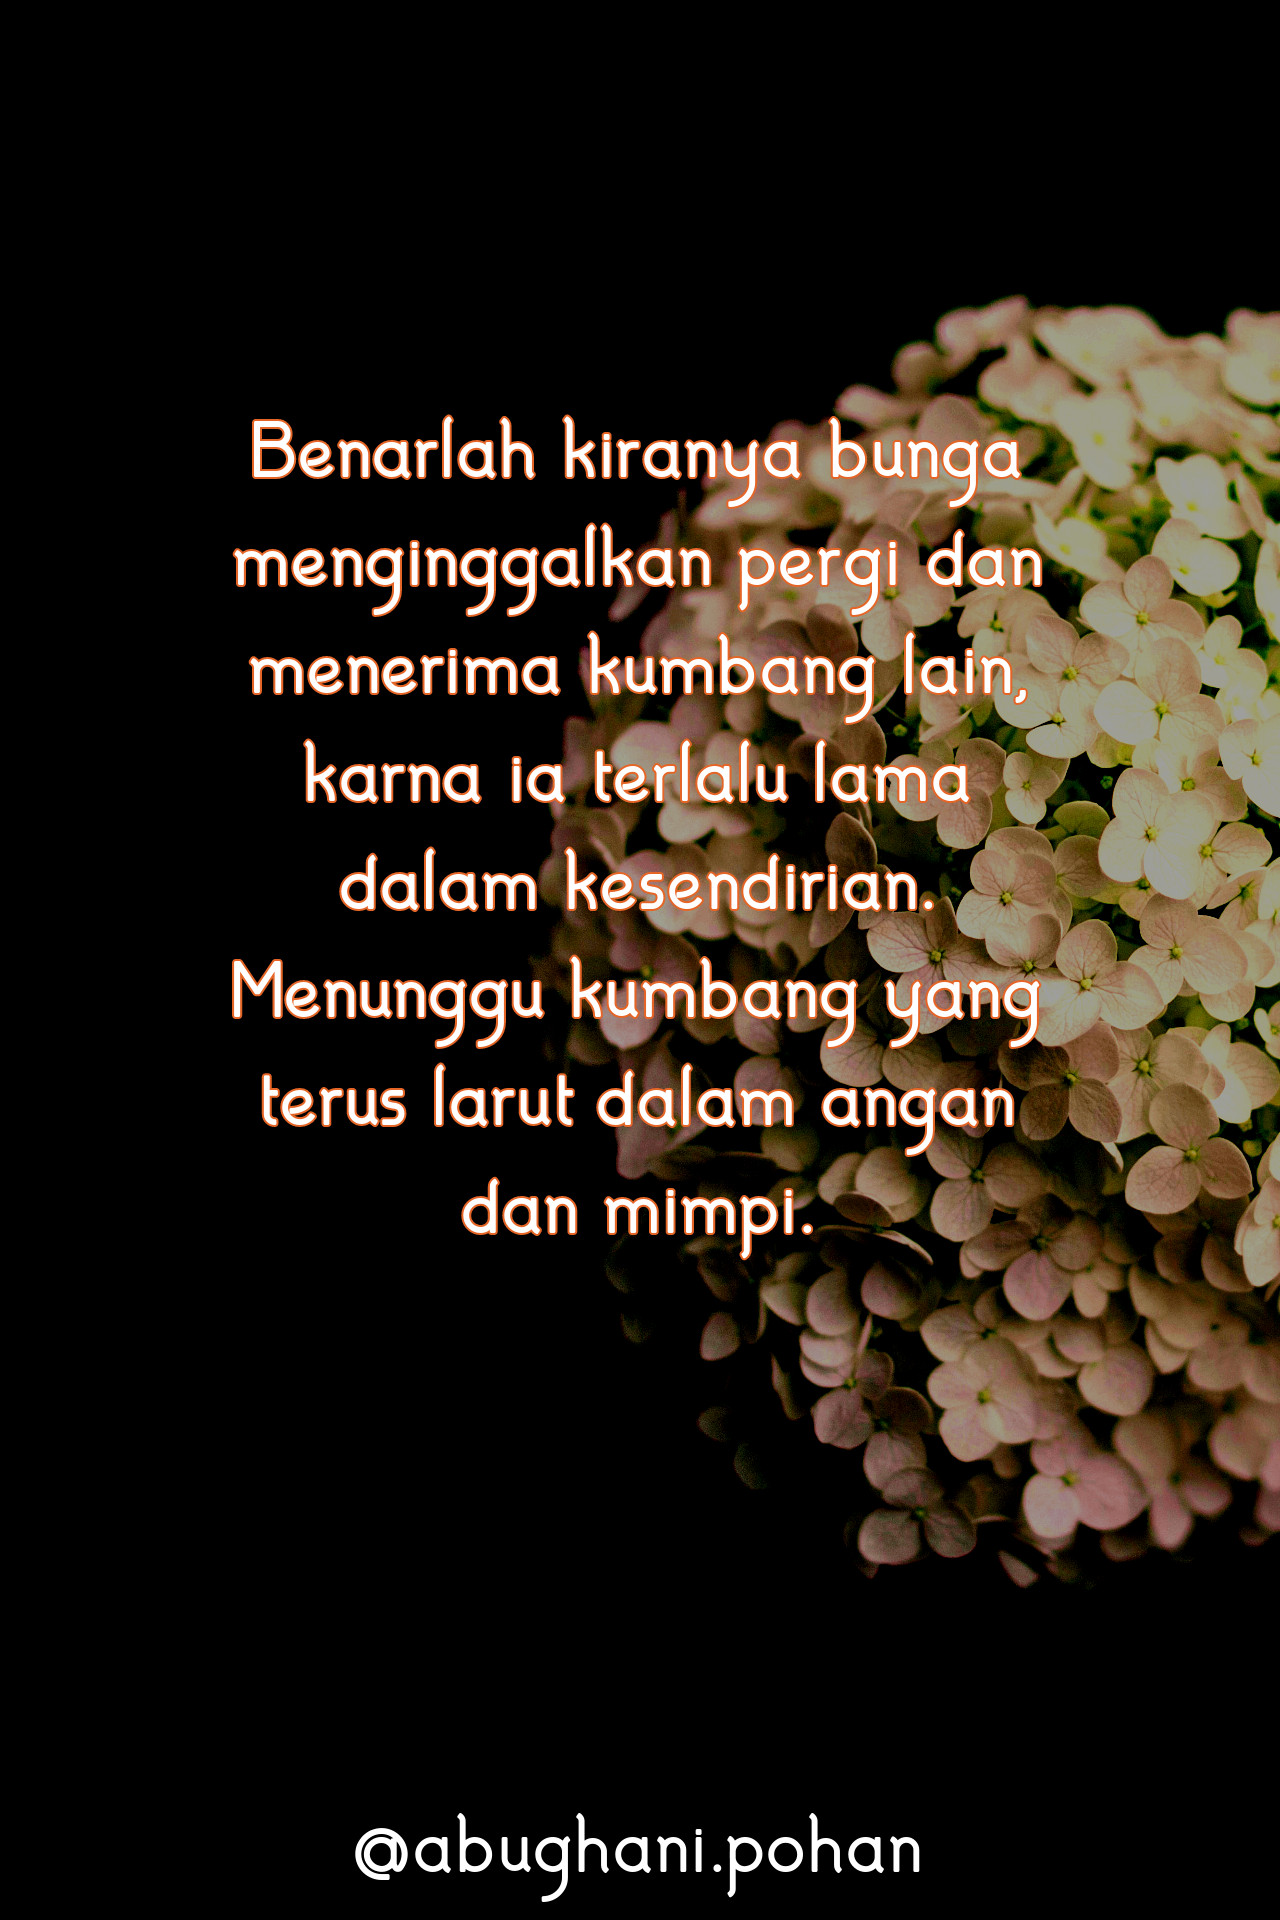 Benarlah kiranya bunga
menginggalkan pergi dan
menerima kumbang lain,
karna ia terlalu lama
dalam kesendirian.
Menunggu kumbang yang
terus larut dalam angan
dan mimpi.
@abughani.pohan